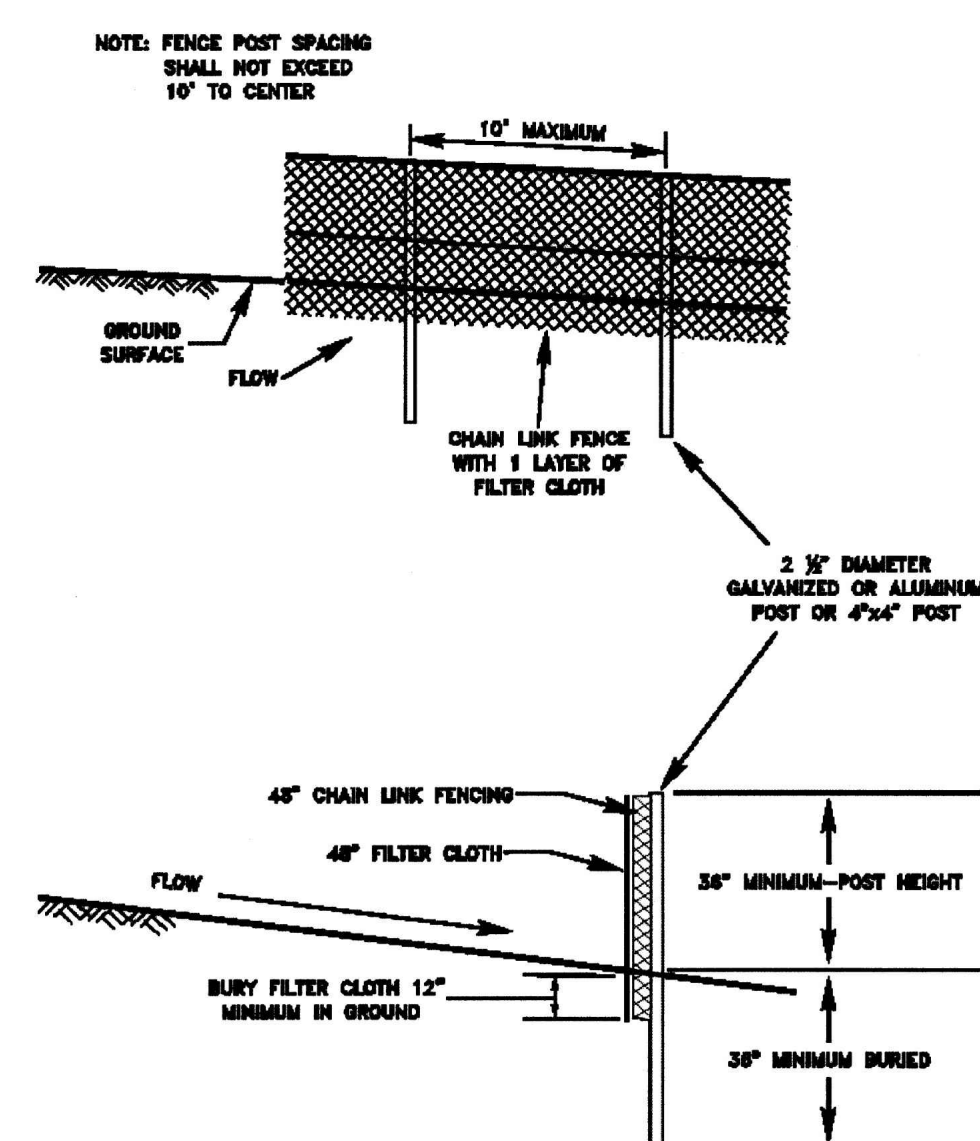 NOTE: FENCE POST SPACING
SHALL NOT EXCEED
10' TO CENTER
10' MAXIMUM
GROUND
SURFACE
FLOW
CHAIN LINK FENCE
WITH 1 LAYER OF
FILTER CLOTH
2 ½" DIAMETER
GALVANIZED OR ALUMINUM
POST OR 4"x4" POST
48" CHAIN LINK FENCING
48" FILTER CLOTH
FLOW
36" MINIMUM-POST HEIGHT
BURY FILTER CLOTH 12"
MINIMUM IN GROUND
36" MINIMUM BURIED